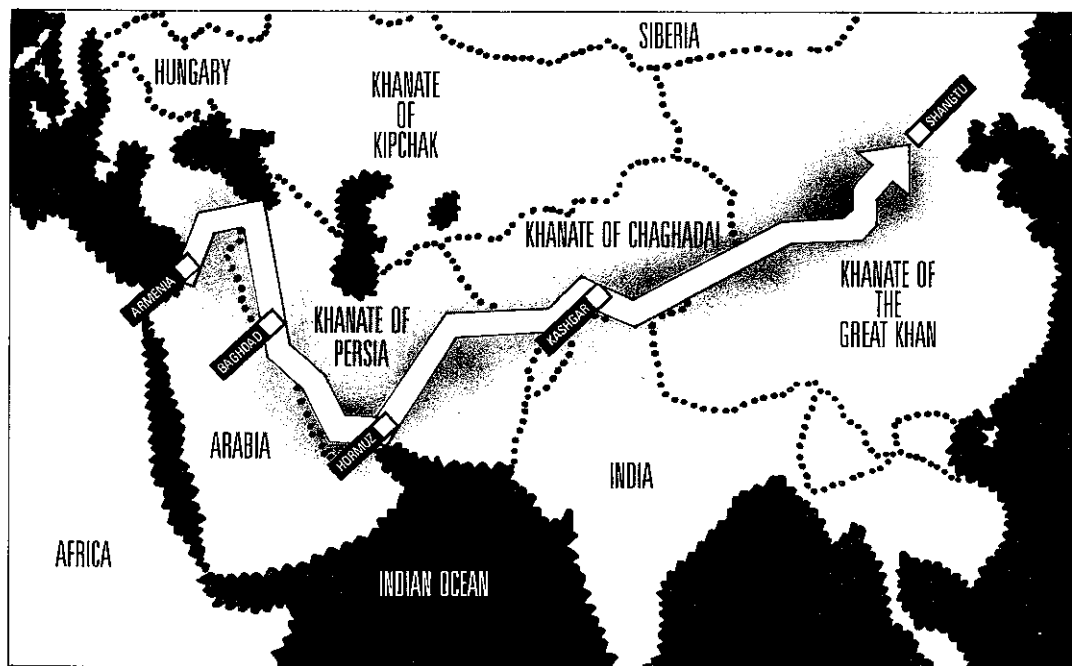 SIBERIA
HUNGARY
KHANATE
OF
KIPCHAK
SHANGTU
KHANATE OF CHAGHADAI
ARMENIA
KHANATE OF
THE
GREAT KHAN
KASHGAR
BAGHDAD
KHANATE OF
PERSIA
HORMUZ
ARABIA
INDIA
AFRICA
INDIAN OCEAN